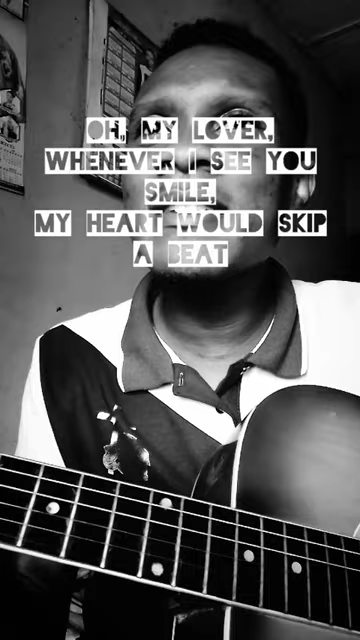 OH, MY LOVER,
WHENEVER I SEE YOU
SMILE,
MY HEART WOULD SKIP
A BEAT